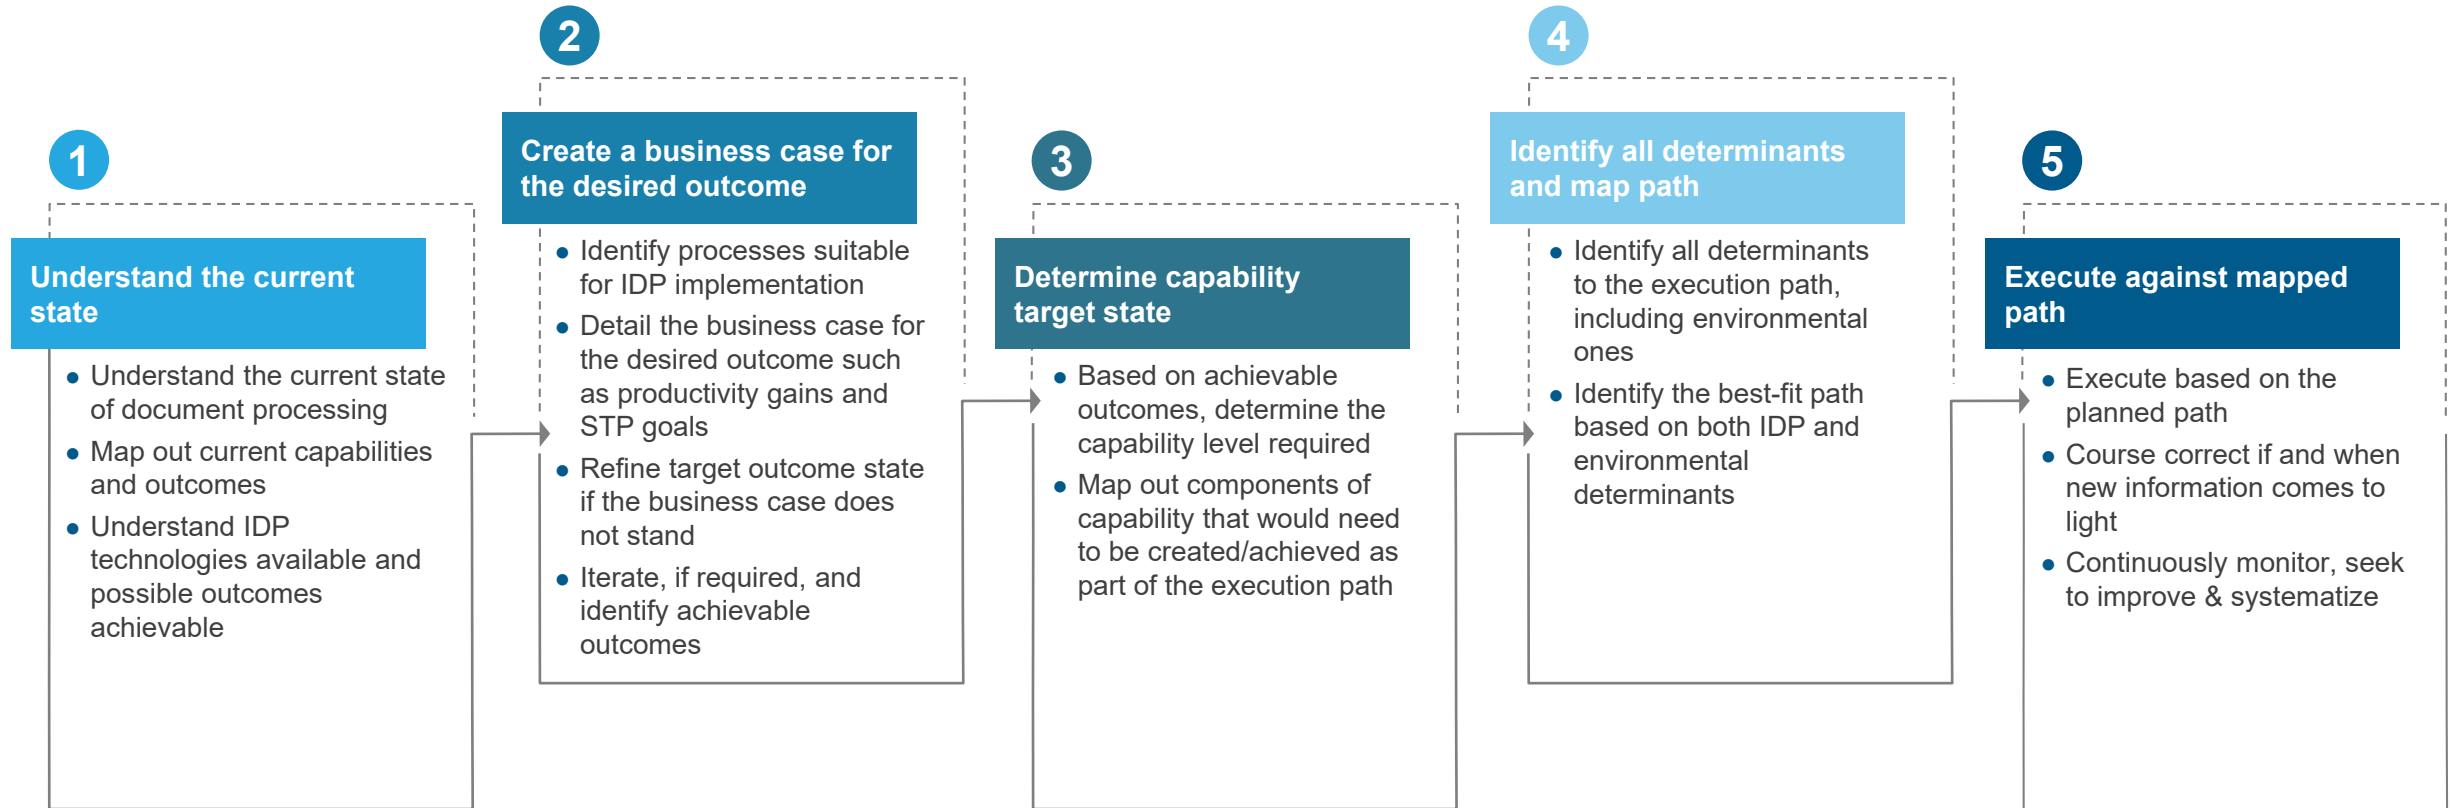 1
Understand the current
state
● Understand the current state
of document processing
● Map out current capabilities
and outcomes
● Understand IDP
technologies available and
possible outcomes
achievable
2
Create a business case for
the desired outcome
● Identify processes suitable
for IDP implementation
● Detail the business case for
the desired outcome such
as productivity gains and
STP goals
● Refine target outcome state
if the business case does
not stand
● Iterate, if required, and
identify achievable
outcomes
3
Determine capability
target state
● Based on achievable
outcomes, determine the
capability level required
● Map out components of
capability that would need
to be created/achieved as
part of the execution path
4
Identify all determinants
and map path
● Identify all determinants
to the execution path,
including environmental
ones
● Identify the best-fit path
based on both IDP and
environmental
determinants
5
Execute against mapped
path
● Execute based on the
planned path
● Course correct if and when
new information comes to
light
● Continuously monitor, seek
to improve & systematize